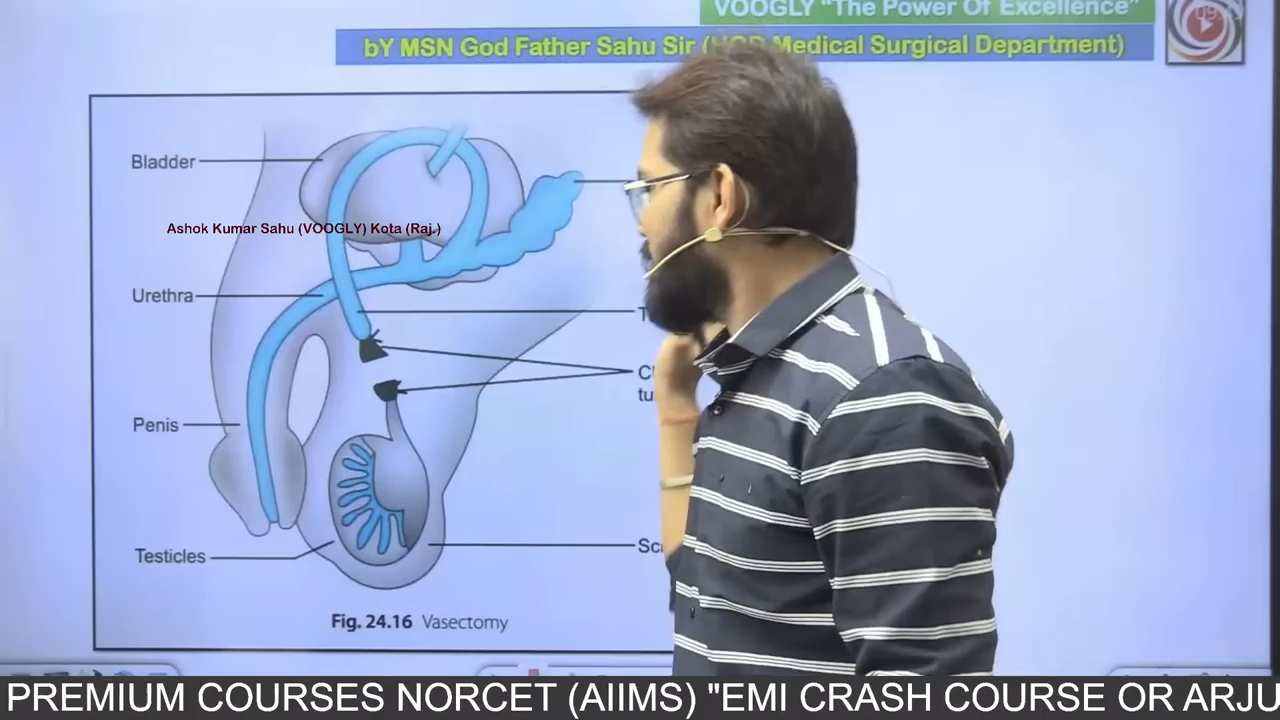 VOOGLY "The Power Of Excellence"
bY MSN God Father Sahu Sir (HOD Medical Surgical Department)
Bladder
Ashok Kumar Sahu (VOOGLY) Kota (Raj.)
Urethra
Penis
Testicles
Fig. 24.16 Vasectomy
PREMIUM COURSES NORCET (AIIMS) "EMI CRASH COURSE OR ARJU